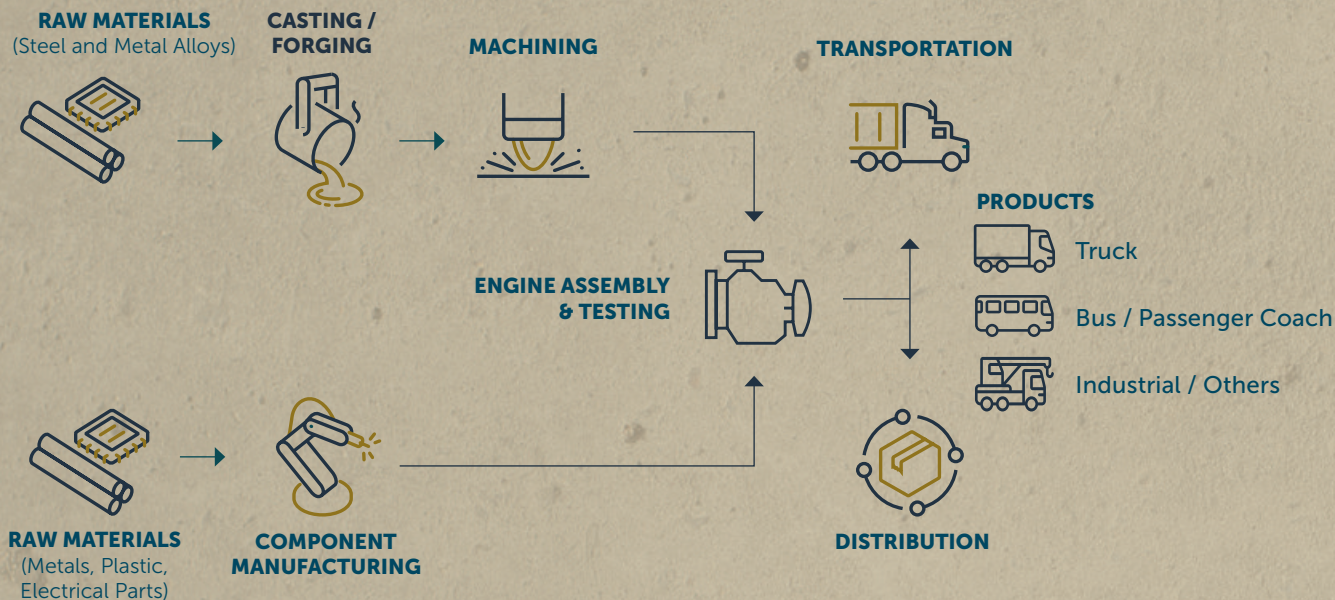 RAW MATERIALS
(Steel and Metal Alloys)
CASTING /
FORGING
MACHINING
TRANSPORTATION
PRODUCTS
Truck
Bus / Passenger Coach
Industrial / Others
ENGINE ASSEMBLY
& TESTING
RAW MATERIALS
(Metals, Plastic,
Electrical Parts)
COMPONENT
MANUFACTURING
DISTRIBUTION